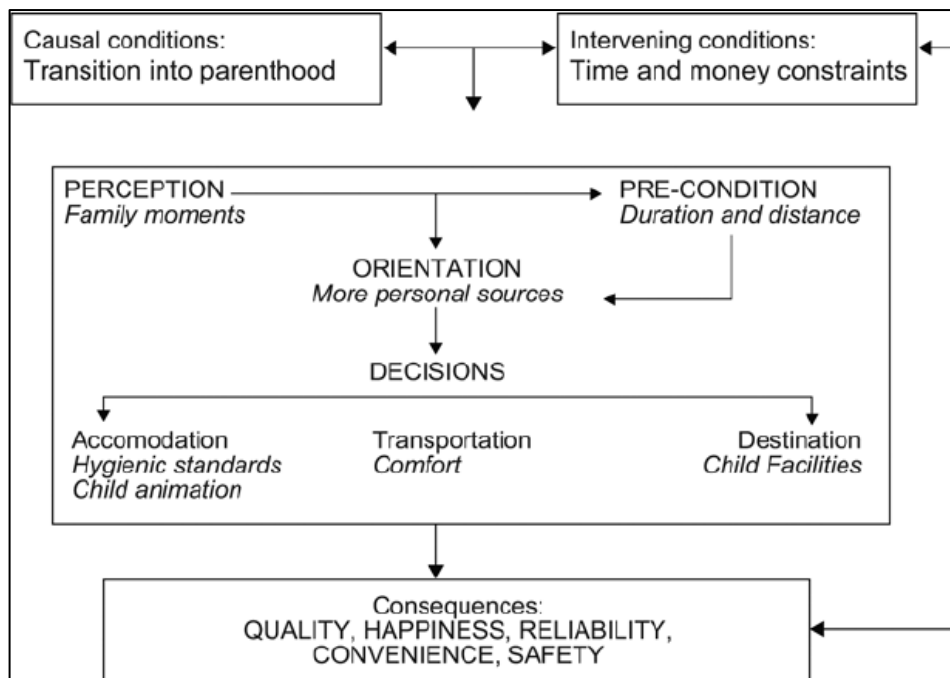 Causal conditions:
Transition into parenthood
Intervening conditions:
Time and money constraints
PERCEPTION
Family moments
PRE-CONDITION
Duration and distance
ORIENTATION
More personal sources
DECISIONS
Accomodation
Hygienic standards
Child animation
Transportation
Comfort
Destination
Child Facilities
Consequences:
QUALITY, HAPPINESS, RELIABILITY,
CONVENIENCE, SAFETY